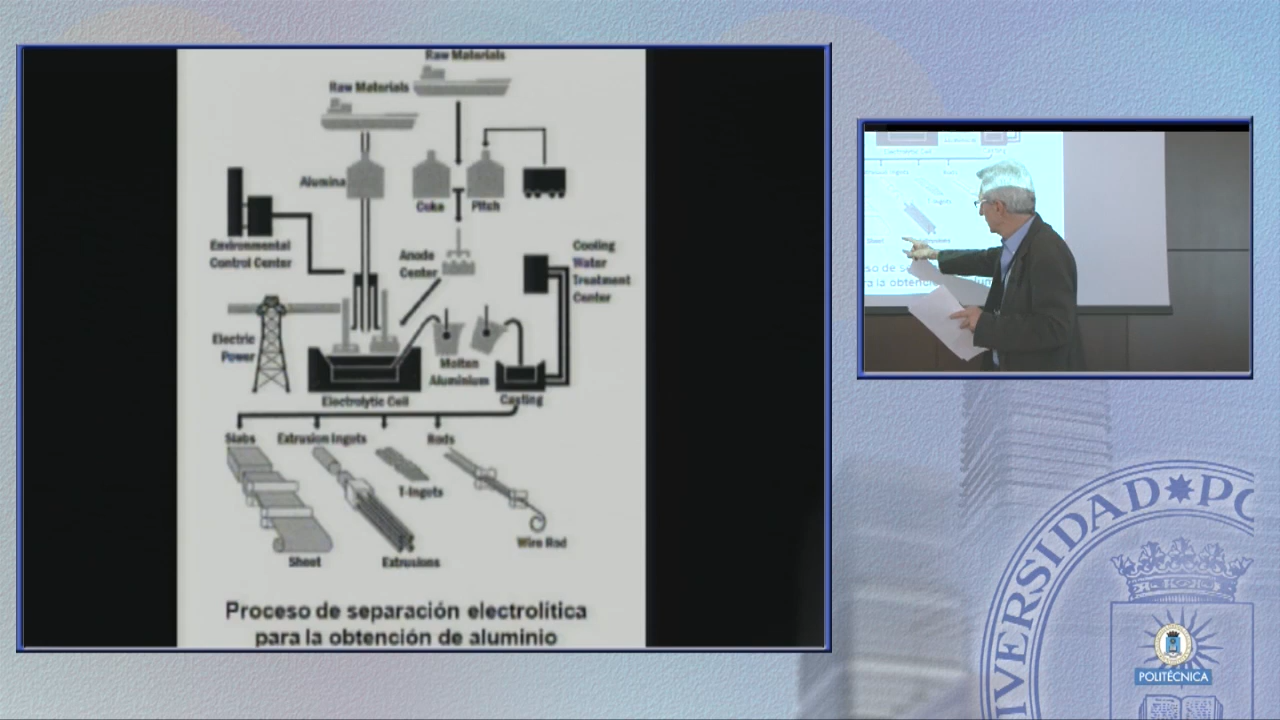 Raw Materials
Raw Materials
Alumina
Coke
Pitch
Environmental
Control Center
Anode
Center
Cooling
Water
Treatment
Center
Electric
Power
Molten
Aluminium
Electrolytic Cell
Casting
Slabs
Extrusion Ingots
Rods
T-Ingots
Wire Rod
Sheet
Extrusions
Proceso de separación electrolítica
para la obtención de aluminio
IVERSIDAD PO
POLITÉCNICA